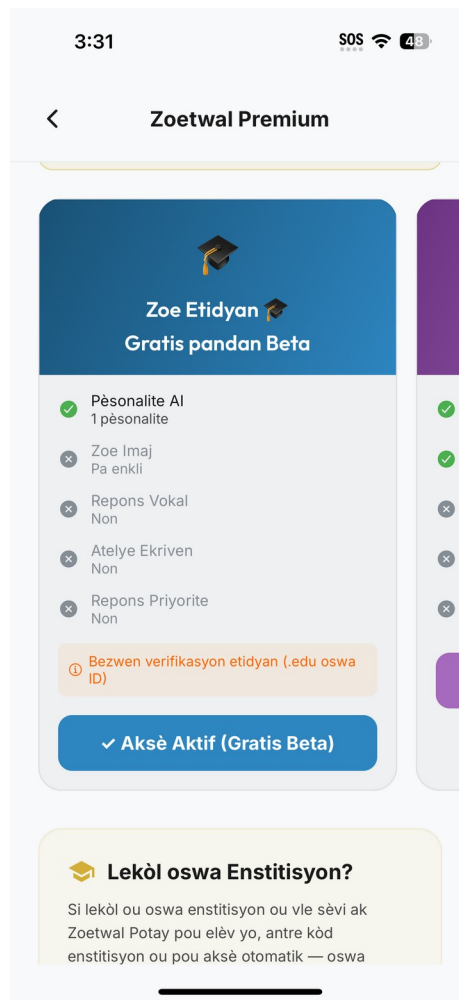 3:31
SOS
48
Zoetwal Premium
Zoe Etidyan 🎓
Gratis pandan Beta
Pèsonalite AI
1 pèsonalite
Zoe Imaj
Pa enkli
Repons Vokal
Non
Atelye Ekriven
Non
Repons Priyorite
Non
Bezwen verifikasyon etidyan (.edu oswa
ID)
✓ Aksè Aktif (Gratis Beta)
Lekòl oswa Enstitisyon?
Si lekòl ou oswa enstitisyon ou vle sèvi ak
Zoetwal Potay pou elèv yo, antre kòd
enstitisyon ou pou aksè otomatik — oswa